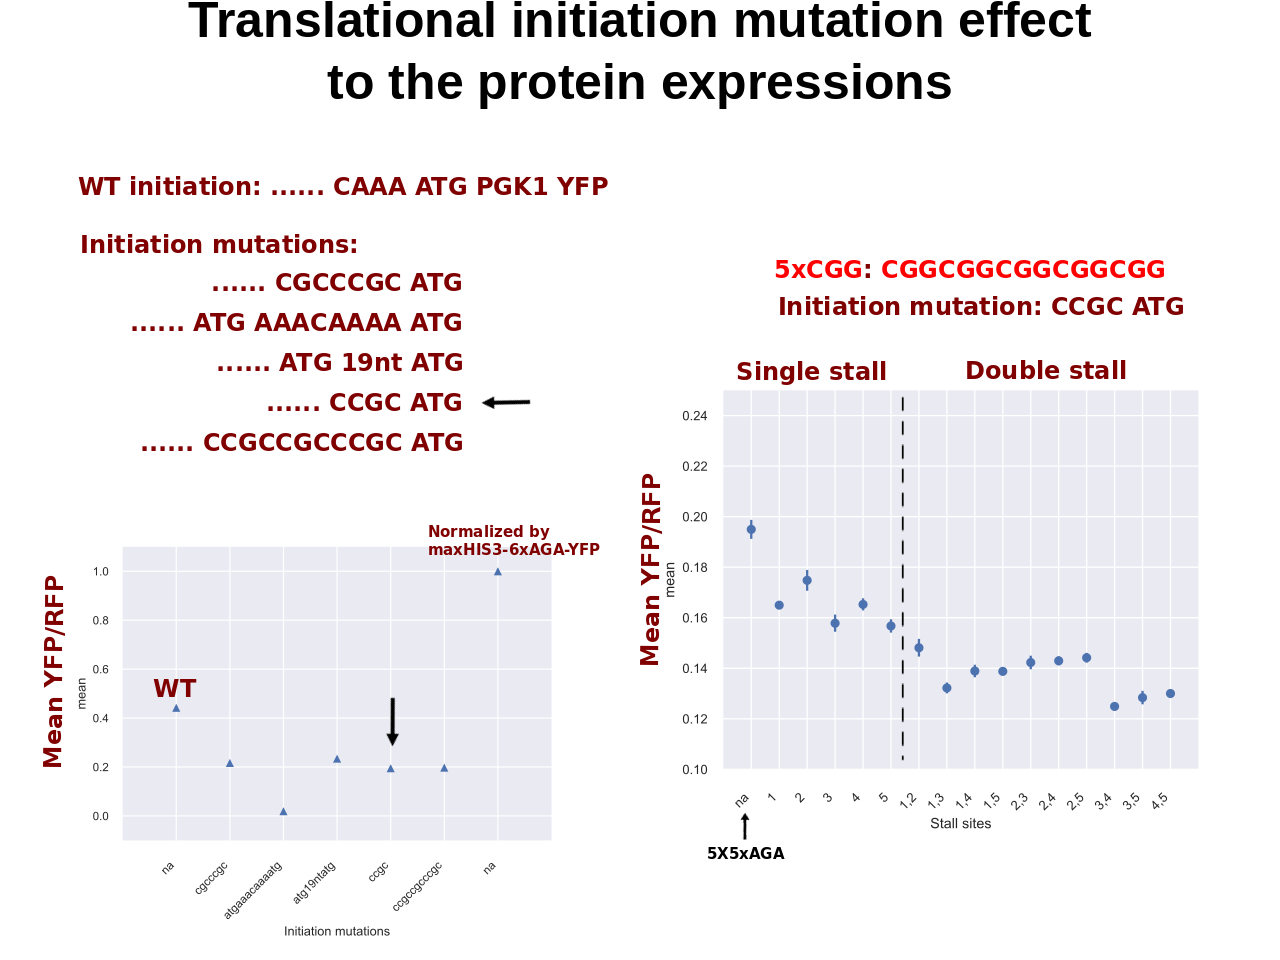 Translational initiation mutation effect
to the protein expressions
WT initiation: ...... CAAA ATG PGK1 YFP
Initiation mutations:
...... CGCCCGC ATG
...... ATG AAACAAAA ATG
...... ATG 19nt ATG
...... CCGC ATG
...... CCGCCGCCCGC ATG
Normalized by
maxHIS3-6xAGA-YFP
Mean YFP/RFP
mean
1.0
0.8
0.6
0.4
0.2
0.0
WT
na
cgcccgc
atgaaacaaaatg
atg19ntatg
ccgc
ccgccgcccgc
na
Initiation mutations
5xCGG: CGGCGGCGGCGGCGG
Initiation mutation: CCGC ATG
Single stall
Double stall
Mean YFP/RFP
mean
0.24
0.22
0.20
0.18
0.16
0.14
0.12
0.10
na
1
2
3
4
5
1,2
1,3
1,4
1,5
2,3
2,4
2,5
3,4
3,5
4,5
Stall sites
5X5xAGA